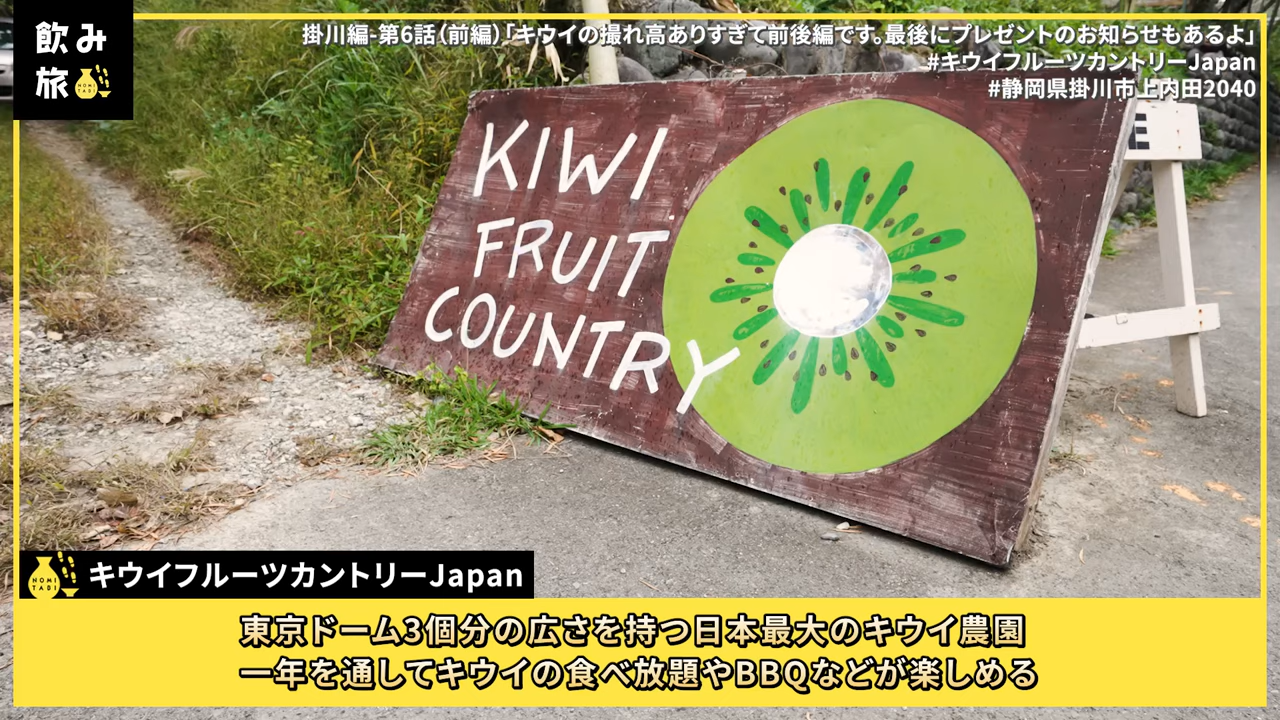 飲み
旅
NOMI
TABI
掛川編-第6話（前編）「キウイの撮れ高ありすぎて前後編です。最後にプレゼントのお知らせもあるよ」
#キウイフルーツカントリーJapan
#静岡県掛川市上内田2040
E
KIWI
FRUIT
COUNTRY
NOMI
TABI
キウイフルーツカントリーJapan
東京ドーム3個分の広さを持つ日本最大のキウイ農園
一年を通してキウイの食べ放題やBBQなどが楽しめる